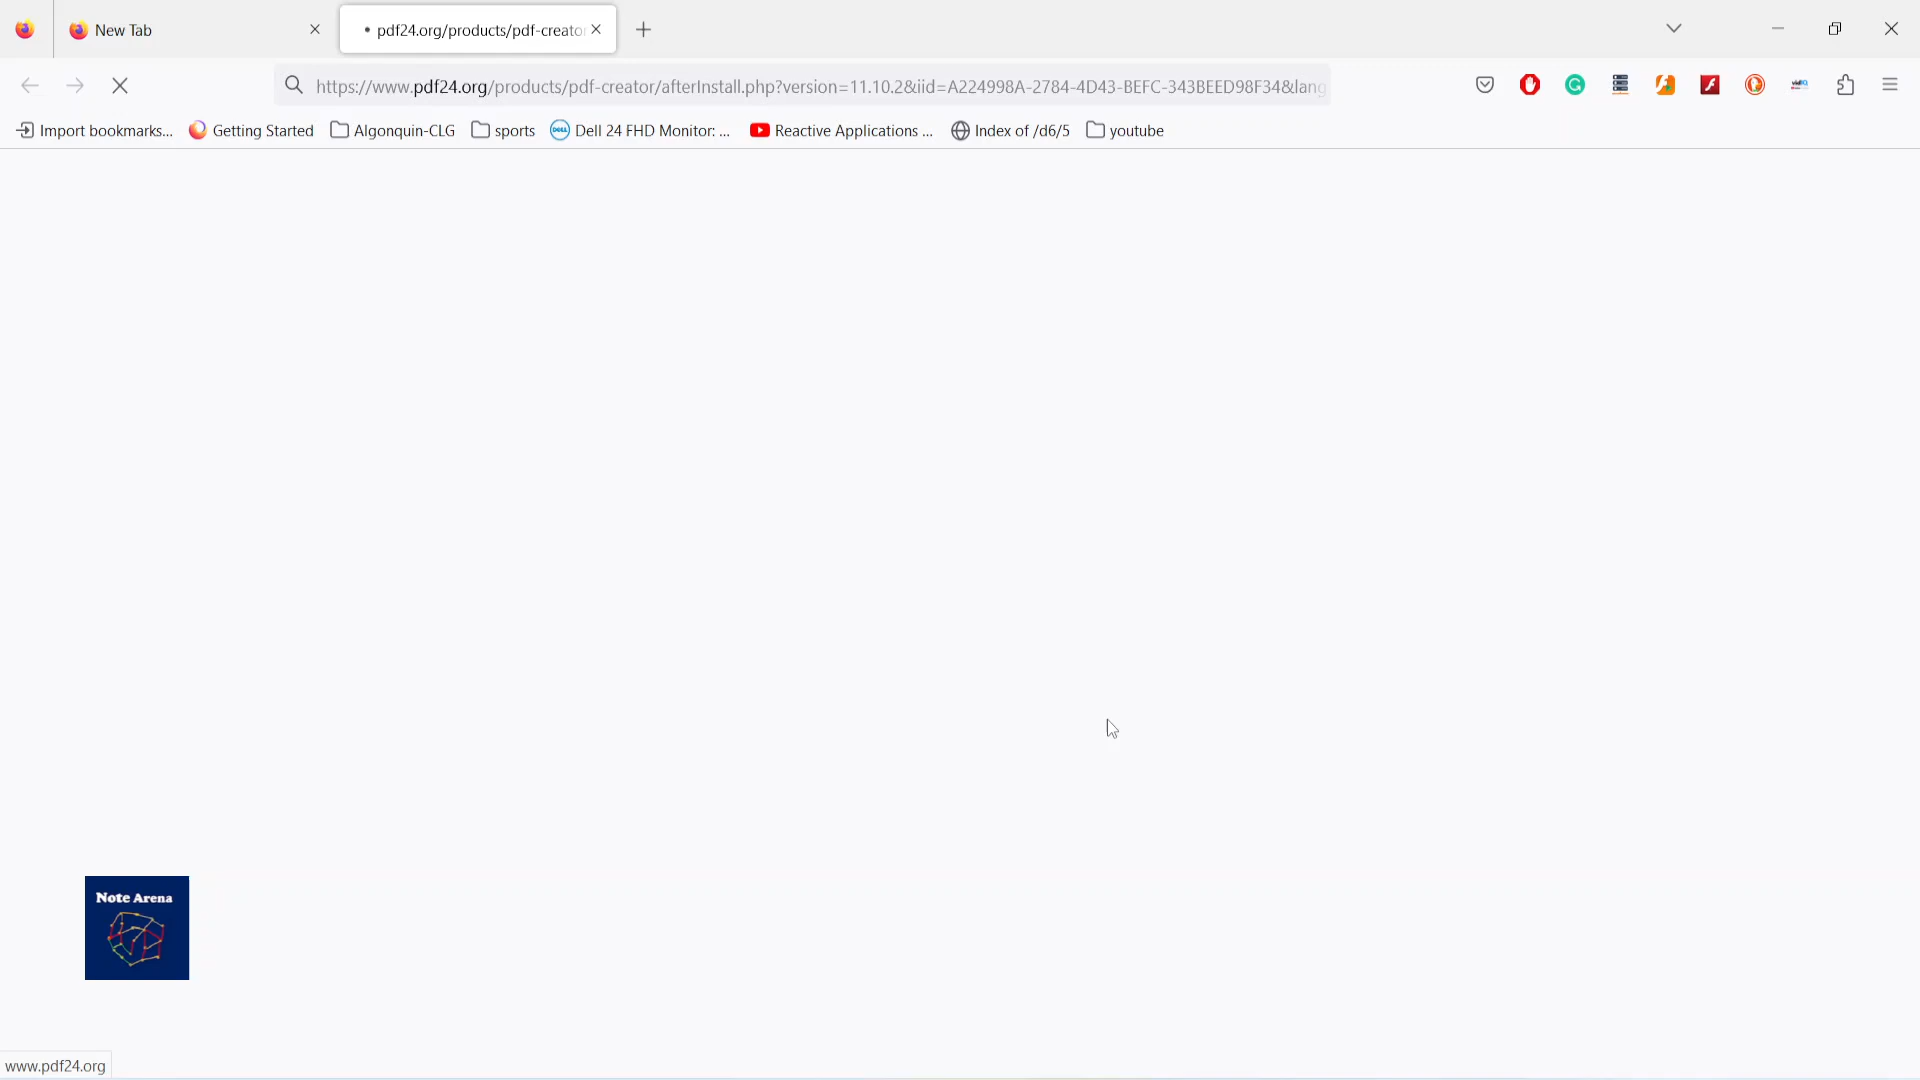 New Tab
pdf24.org/products/pdf-creato
https://www.pdf24.org/products/pdf-creator/afterInstall.php?version=11.10.2&iid=A224998A-2784-4D43-BEFC-343BEED98F34&lang
Import bookmarks... Getting Started Algonquin-CLG sports Dell 24 FHD Monitor: ... Reactive Applications ... Index of /d6/5 youtube
Note Arena
www.pdf24.org